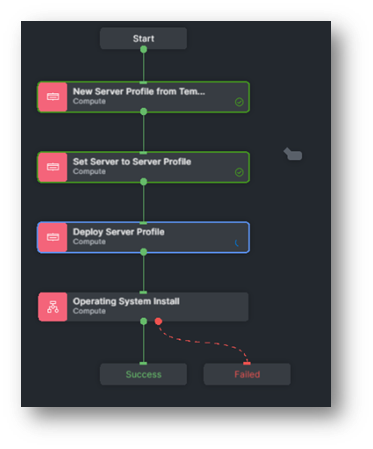 Start
New Server Profile from Tem...
Compute
Set Server to Server Profile
Compute
Deploy Server Profile
Compute
Operating System Install
Compute
Success
Failed